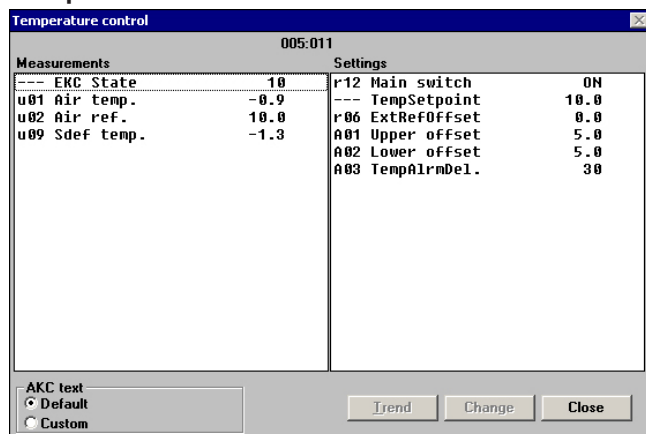 Temperature control
005:011
Measurements
Settings
--- EKC State 10
u01 Air temp. -0.9
u02 Air ref. 10.0
u09 Sdef temp. -1.3
r12 Main switch ON
--- TempSetpoint 10.0
r06 ExtRefOffset 0.0
A01 Upper offset 5.0
A02 Lower offset 5.0
A03 TempAlrmDel. 30
AKC text
Default
Custom
Trend
Change
Close